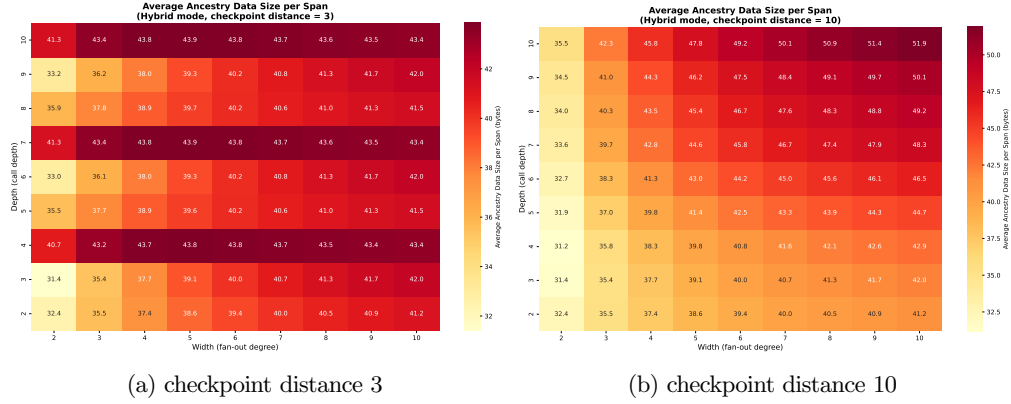 Average Ancestry Data Size per Span
(Hybrid mode, checkpoint distance = 3)
10 41.3 43.4 43.8 43.9 43.8 43.7 43.6 43.5 43.4
9 33.2 36.2 38.0 39.3 40.2 40.8 41.3 41.7 42.0
8 35.9 37.8 38.9 39.7 40.2 40.6 41.0 41.3 41.5
7 41.3 43.4 43.8 43.9 43.8 43.7 43.6 43.5 43.4
6 33.0 36.1 38.0 39.3 40.2 40.8 41.3 41.7 42.0
5 35.5 37.7 38.9 39.6 40.2 40.6 41.0 41.3 41.5
4 40.7 43.2 43.7 43.8 43.8 43.7 43.5 43.4 43.4
3 31.4 35.4 37.7 39.1 40.0 40.7 41.3 41.7 42.0
2 32.4 35.5 37.4 38.6 39.4 40.0 40.5 40.9 41.2
2 3 4 5 6 7 8 9 10
Width (fan-out degree)
Depth (call depth)
42
40
38
36
34
32
Average Ancestry Data Size per Span (bytes)
(a) checkpoint distance 3
Average Ancestry Data Size per Span
(Hybrid mode, checkpoint distance = 10)
10 35.5 42.3 45.8 47.8 49.2 50.1 50.9 51.4 51.9
9 34.5 41.0 44.3 46.2 47.5 48.4 49.1 49.7 50.1
8 34.0 40.3 43.5 45.4 46.7 47.6 48.3 48.8 49.2
7 33.6 39.7 42.8 44.6 45.8 46.7 47.4 47.9 48.3
6 32.7 38.3 41.3 43.0 44.2 45.0 45.6 46.1 46.5
5 31.9 37.0 39.8 41.4 42.5 43.3 43.9 44.3 44.7
4 31.2 35.8 38.3 39.8 40.8 41.6 42.1 42.6 42.9
3 31.4 35.4 37.7 39.1 40.0 40.7 41.3 41.7 42.0
2 32.4 35.5 37.4 38.6 39.4 40.0 40.5 40.9 41.2
2 3 4 5 6 7 8 9 10
Width (fan-out degree)
Depth (call depth)
50.0
47.5
45.0
42.5
40.0
37.5
35.0
32.5
Average Ancestry Data Size per Span (bytes)
(b) checkpoint distance 10